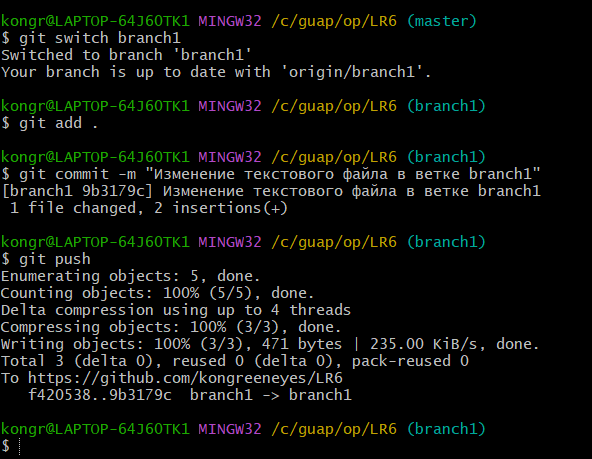 kongr@LAPTOP-64J6OTK1 MINGW32 /c/guap/op/LR6 (master)
$ git switch branch1
Switched to branch 'branch1'
Your branch is up to date with 'origin/branch1'.
kongr@LAPTOP-64J6OTK1 MINGW32 /c/guap/op/LR6 (branch1)
$ git add .
kongr@LAPTOP-64J6OTK1 MINGW32 /c/guap/op/LR6 (branch1)
$ git commit -m "Изменение текстового файла в ветке branch1"
[branch1 9b3179c] Изменение текстового файла в ветке branch1
 1 file changed, 2 insertions(+)
kongr@LAPTOP-64J6OTK1 MINGW32 /c/guap/op/LR6 (branch1)
$ git push
Enumerating objects: 5, done.
Counting objects: 100% (5/5), done.
Delta compression using up to 4 threads
Compressing objects: 100% (3/3), done.
Writing objects: 100% (3/3), 471 bytes | 235.00 KiB/s, done.
Total 3 (delta 0), reused 0 (delta 0), pack-reused 0
To https://github.com/kongreeneyes/LR6
   f420538..9b3179c  branch1 -> branch1
kongr@LAPTOP-64J6OTK1 MINGW32 /c/guap/op/LR6 (branch1)
$